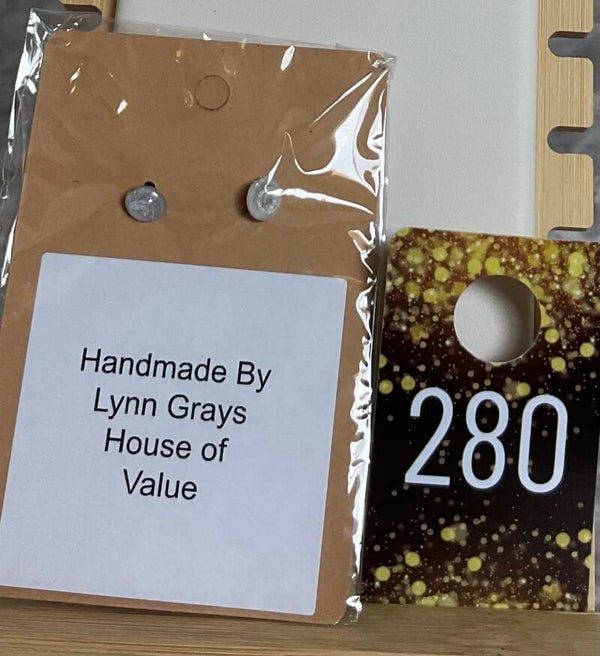 Handmade By
Lynn Grays
House of
Value
280